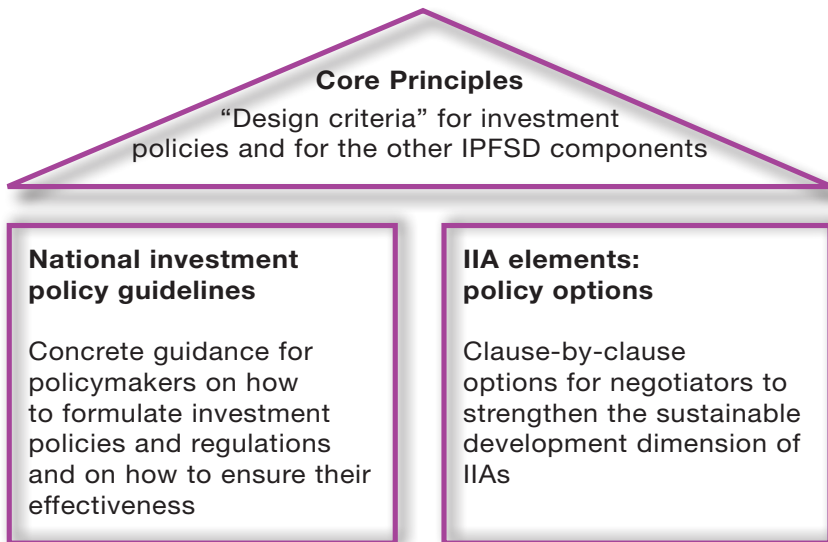 Core Principles
“Design criteria” for investment
policies and for the other IPFSD components
National investment
policy guidelines
Concrete guidance for
policymakers on how
to formulate investment
policies and regulations
and on how to ensure their
effectiveness
IIA elements:
policy options
Clause-by-clause
options for negotiators to
strengthen the sustainable
development dimension of
IIAs